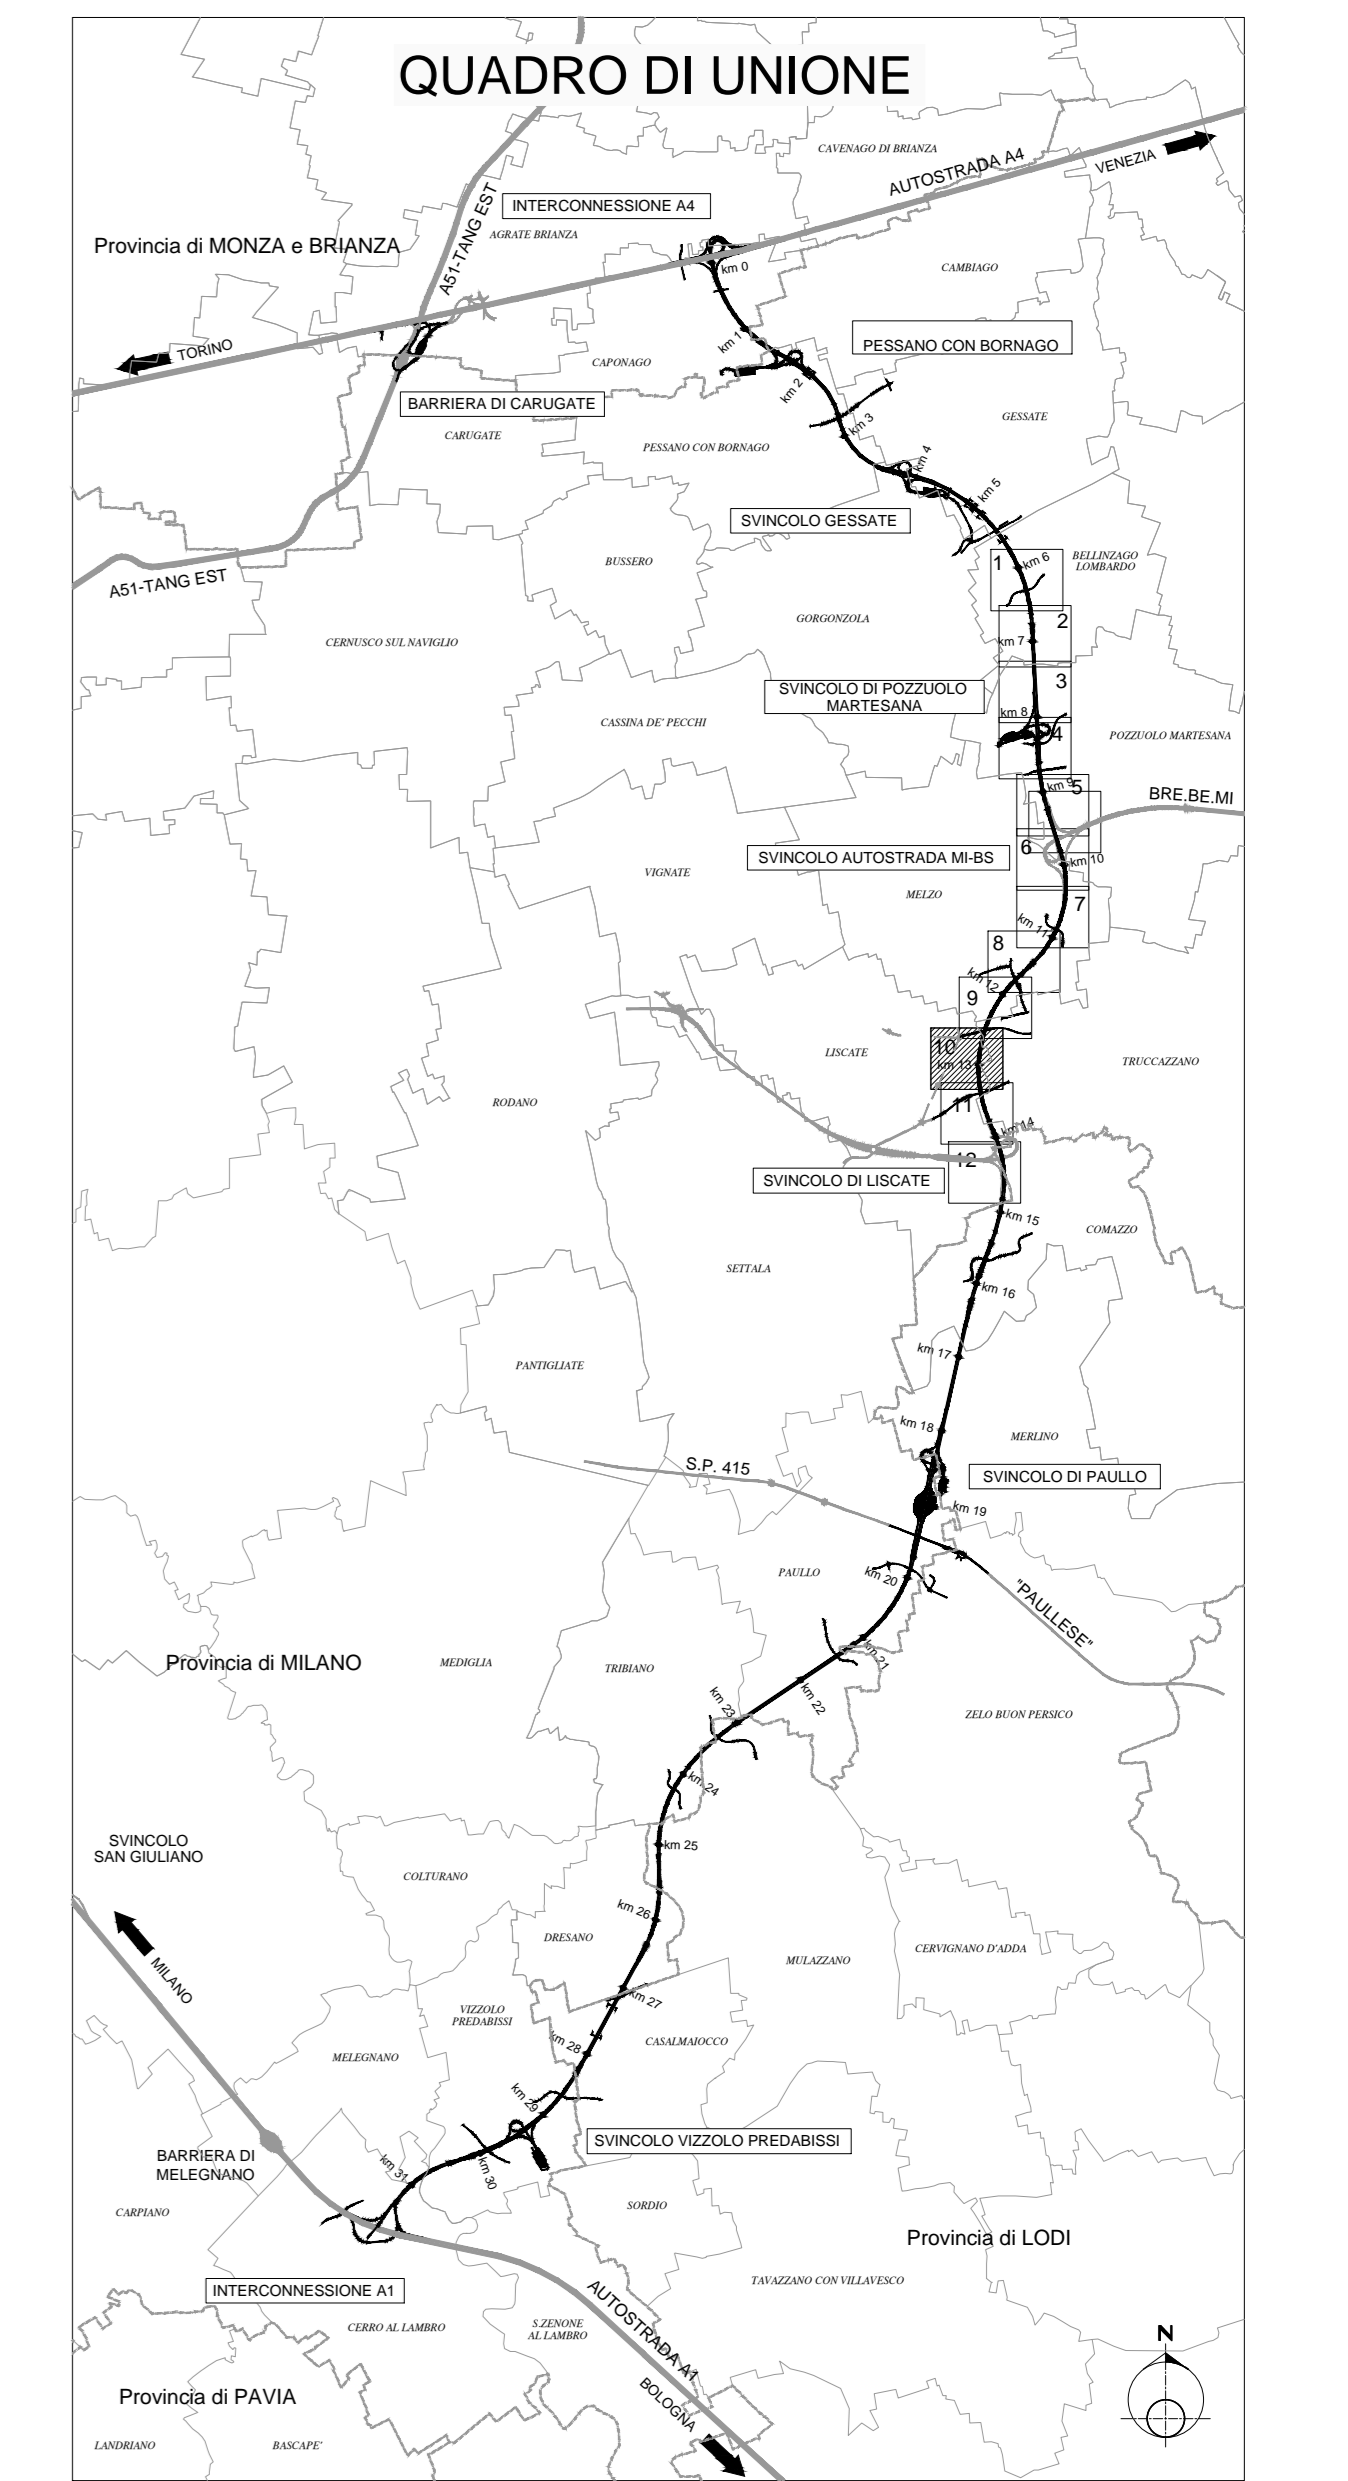 QUADRO DI UNIONE
CAVENAGO DI BRIANZA
AUTOSTRADA A4
VENEZIA
INTERCONNESSIONE A4
A51-TANG EST
AGRATE BRIANZA
Provincia di MONZA e BRIANZA
km 0
CAMBIAGO
TORINO
km 1
PESSANO CON BORNAGO
CAPONAGO
km 2
BARRIERA DI CARUGATE
CARUGATE
km 3
GESSATE
PESSANO CON BORNAGO
km 4
km 5
SVINCOLO GESSATE
BUSSERO
1
km 6
BELLINZAGO
LOMBARDO
A51-TANG EST
GORGONZOLA
2
CERNUSCO SUL NAVIGLIO
km 7
3
SVINCOLO DI POZZUOLO
MARTESANA
km 8
CASSINA DE' PECCHI
4
POZZUOLO MARTESANA
km 9
5
BRE.BE.MI
6
SVINCOLO AUTOSTRADA MI-BS
km 10
VIGNATE
MELZO
7
km 11
8
km 12
9
10
LISCATE
km 13
TRUCCAZZANO
RODANO
11
km 14
12
SVINCOLO DI LISCATE
km 15
COMAZZO
SETTALA
km 16
km 17
PANTIGLIATE
km 18
MERLINO
S.P. 415
SVINCOLO DI PAULLO
km 19
PAULLO
km 20
"PAULLESE"
km 21
Provincia di MILANO
MEDIGLIA
TRIBIANO
km 22
km 23
ZELO BUON PERSICO
km 24
SVINCOLO
SAN GIULIANO
km 25
COLTURANO
km 26
DRESANO
MULAZZANO
CERVIGNANO D'ADDA
MILANO
km 27
VIZZOLO
PREDABISSI
km 28
CASALMAIOCCO
MELEGNANO
km 29
SVINCOLO VIZZOLO PREDABISSI
BARRIERA DI
MELEGNANO
km 31
km 30
CARPIANO
SORDIO
Provincia di LODI
TAVAZZANO CON VILLAVESCO
INTERCONNESSIONE A1
AUTOSTRADA A1
CERRO AL LAMBRO
S.ZENONE
AL LAMBRO
N
Provincia di PAVIA
BOLOGNA
LANDRIANO
BASCAPE'